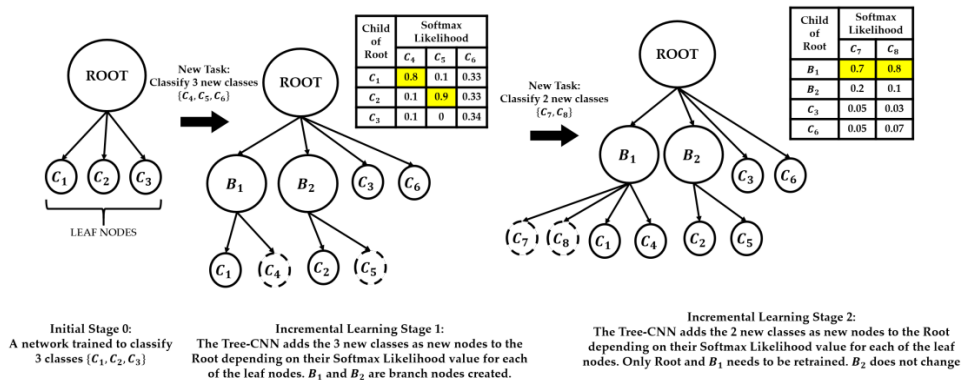 ROOT
C1 C2 C3
LEAF NODES
Initial Stage 0:
A network trained to classify
3 classes {C1, C2, C3}
New Task:
Classify 3 new classes
{C4, C5, C6}
ROOT
B1 B2 C3 C6
C1 C4 C2 C5
Child of Root Softmax Likelihood
C4 C5 C6
C1 0.8 0.1 0.33
C2 0.1 0.9 0.33
C3 0.1 0 0.34
Incremental Learning Stage 1:
The Tree-CNN adds the 3 new classes as new nodes to the
Root depending on their Softmax Likelihood value for each
of the leaf nodes. B1 and B2 are branch nodes created.
New Task:
Classify 2 new classes
{C7, C8}
ROOT
B1 B2 C3 C6
C7 C8 C1 C4 C2 C5
Child of Root Softmax Likelihood
C7 C8
B1 0.7 0.8
B2 0.2 0.1
C3 0.05 0.03
C6 0.05 0.07
Incremental Learning Stage 2:
The Tree-CNN adds the 2 new classes as new nodes to the Root
depending on their Softmax Likelihood value for each of the leaf
nodes. Only Root and B1 needs to be retrained. B2 does not change